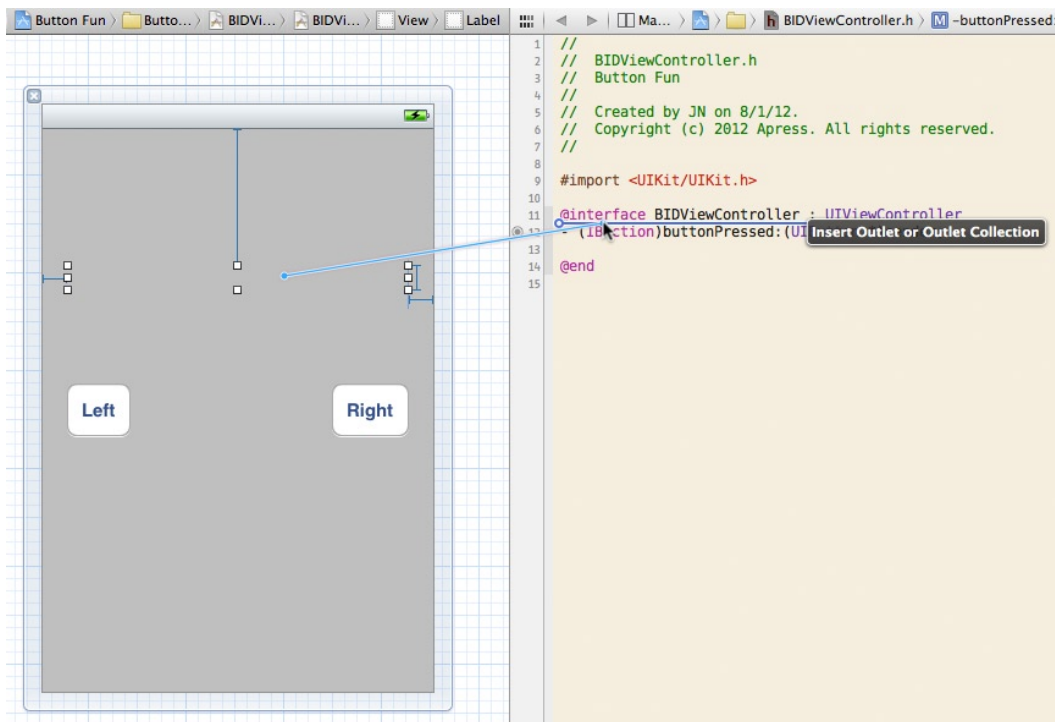 Button Fun Butto... BIDVi... BIDVi... View Label
Ma... h BIDViewController.h M -buttonPressed:
Left
Right
1 //
2 // BIDViewController.h
3 // Button Fun
4 //
5 // Created by JN on 8/1/12.
6 // Copyright (c) 2012 Apress. All rights reserved.
7 //
8
9 #import <UIKit/UIKit.h>
10
11 @interface BIDViewController : UIViewController
- (IBAction)buttonPressed:(UI
Insert Outlet or Outlet Collection
13
14 @end
15